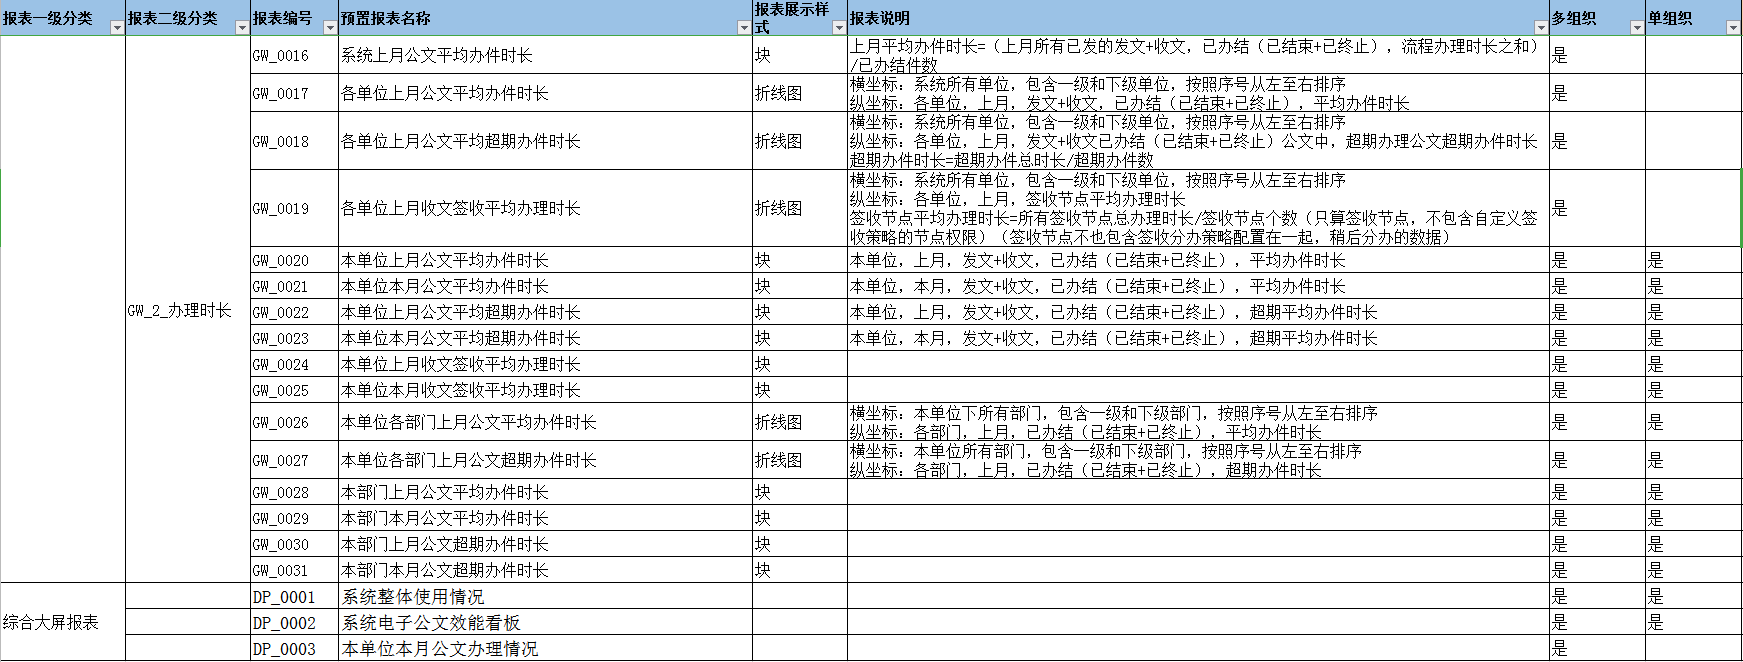 报表一级分类 报表二级分类 报表编号 预置报表名称 报表展示样式 报表说明 多组织 单组织
GW_2_办理时长
GW_0016 系统上月公文平均办件时长 块 上月平均办件时长=（上月所有已发的发文+收文，已办结（已结束+已终止），流程办理时长之和）
/已办结件数 是
GW_0017 各单位上月公文平均办件时长 折线图 横坐标：系统所有单位，包含一级和下级单位，按照序号从左至右排序
纵坐标：各单位，上月，发文+收文，已办结（已结束+已终止），平均办件时长 是
GW_0018 各单位上月公文平均超期办件时长 折线图 横坐标：系统所有单位，包含一级和下级单位，按照序号从左至右排序
纵坐标：各单位，上月，发文+收文已办结（已结束+已终止）公文中，超期办理公文超期办件时长
超期办件时长=超期办件总时长/超期办件数 是
GW_0019 各单位上月收文签收平均办理时长 折线图 横坐标：系统所有单位，包含一级和下级单位，按照序号从左至右排序
纵坐标：各单位，上月，签收节点平均办理时长
签收节点平均办理时长=所有签收节点总办理时长/签收节点个数（只算签收节点，不包含自定义签
收策略的节点权限）（签收节点不也包含签收分办策略配置在一起，稍后分办的数据） 是
GW_0020 本单位上月公文平均办件时长 块 本单位，上月，发文+收文，已办结（已结束+已终止），平均办件时长 是 是
GW_0021 本单位本月公文平均办件时长 块 本单位，本月，发文+收文，已办结（已结束+已终止），平均办件时长 是 是
GW_0022 本单位上月公文平均超期办件时长 块 本单位，上月，发文+收文，已办结（已结束+已终止），超期平均办件时长 是 是
GW_0023 本单位本月公文平均超期办件时长 块 本单位，本月，发文+收文，已办结（已结束+已终止），超期平均办件时长 是 是
GW_0024 本单位上月收文签收平均办理时长 块 是 是
GW_0025 本单位本月收文签收平均办理时长 块 是 是
GW_0026 本单位各部门上月公文平均办件时长 折线图 横坐标：本单位下所有部门，包含一级和下级部门，按照序号从左至右排序
纵坐标：各部门，上月，已办结（已结束+已终止），平均办件时长 是 是
GW_0027 本单位各部门上月公文超期办件时长 折线图 横坐标：本单位所有部门，包含一级和下级部门，按照序号从左至右排序
纵坐标：各部门，上月，已办结（已结束+已终止），超期办件时长 是 是
GW_0028 本部门上月公文平均办件时长 块 是 是
GW_0029 本部门本月公文平均办件时长 块 是 是
GW_0030 本部门上月公文超期办件时长 块 是 是
GW_0031 本部门本月公文超期办件时长 块 是 是
综合大屏报表
DP_0001 系统整体使用情况 是 是
DP_0002 系统电子公文效能看板 是 是
DP_0003 本单位本月公文办理情况 是